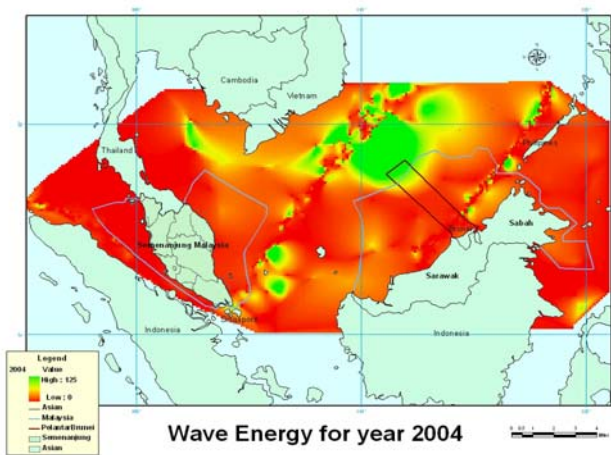 Cambodia
Vietnam
Thailand
Philipines
Semenanjung Malaysia
Brunei
Sabah
Sarawak
Singapore
Indonesia
Indonesia
Legend
2004 Value
High : 125
Low : 0
Asian
Malaysia
PelantarBrunei
Semenanjung
Asian
Wave Energy for year 2004